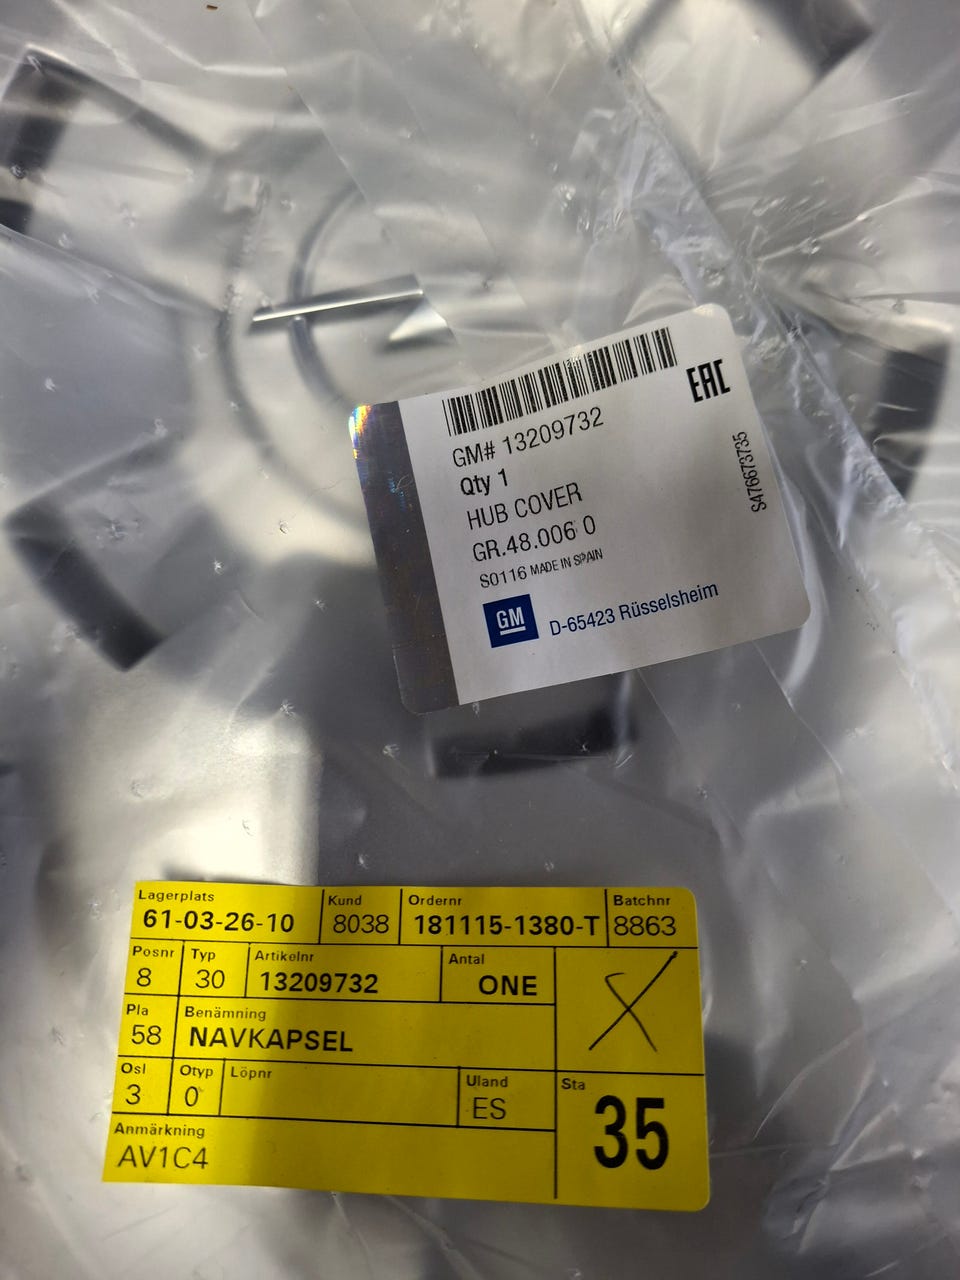 EAC
GM# 13209732
Qty 1
HUB COVER
GR.48.006 0
S0116 MADE IN SPAIN
GM D-65423 Rüsselsheim
S476673735
Lagerplats Kund Ordernr Batchnr
61-03-26-10 8038 181115-1380-T 8863
Posnr Typ Artikelnr Antal
8 30 13209732 ONE
Pla Benämning
58 NAVKAPSEL
Osl Otyp Löpnr Uland Sta
3 0 ES 35
Anmärkning
AV1C4